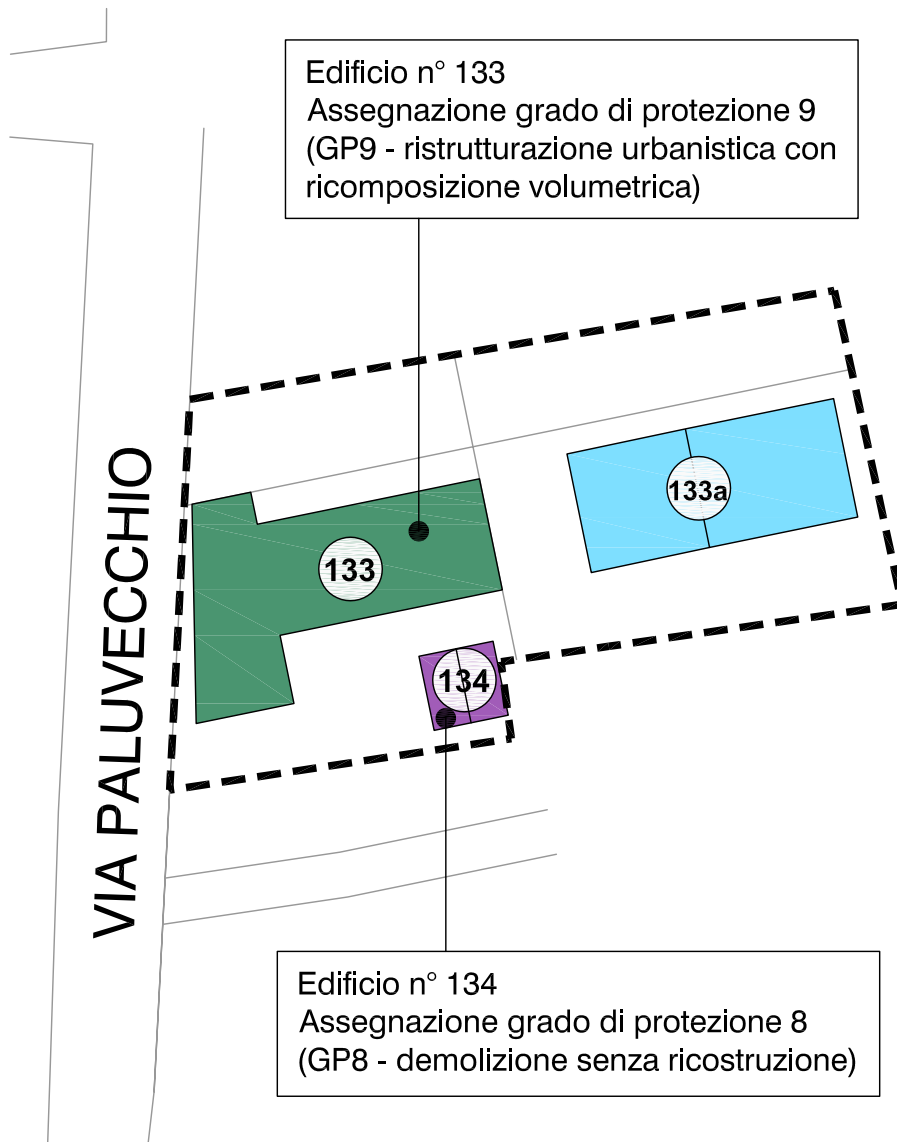 Edificio n° 133
Assegnazione grado di protezione 9
(GP9 - ristrutturazione urbanistica con
ricomposizione volumetrica)
VIA PALUVECCHIO
133
133a
134
Edificio n° 134
Assegnazione grado di protezione 8
(GP8 - demolizione senza ricostruzione)